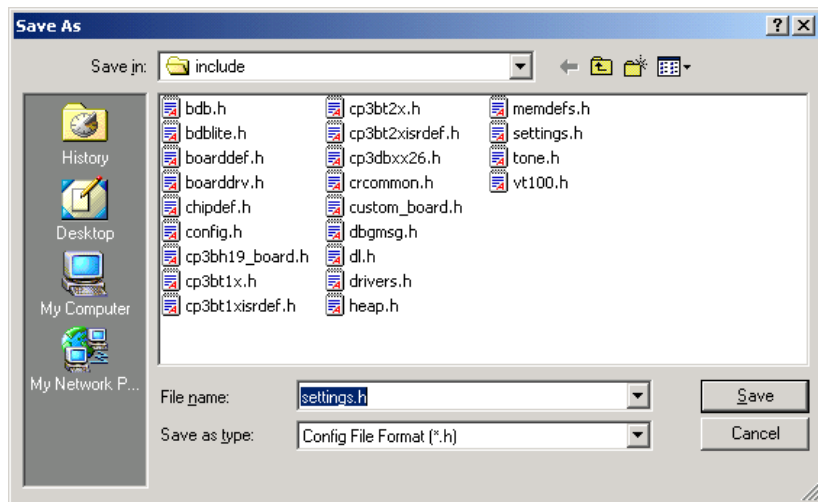 Save As
Save in: include
History
Desktop
My Computer
My Network P...
bdb.h
bdblite.h
boarddef.h
boarddrv.h
chipdef.h
config.h
cp3bh19_board.h
cp3bt1x.h
cp3bt1xisrdef.h
cp3bt2x.h
cp3bt2xisrdef.h
cp3dbxx26.h
crcommon.h
custom_board.h
dbgmsg.h
dl.h
drivers.h
heap.h
memdefs.h
settings.h
tone.h
vt100.h
File name: settings.h Save
Save as type: Config File Format (*.h) Cancel